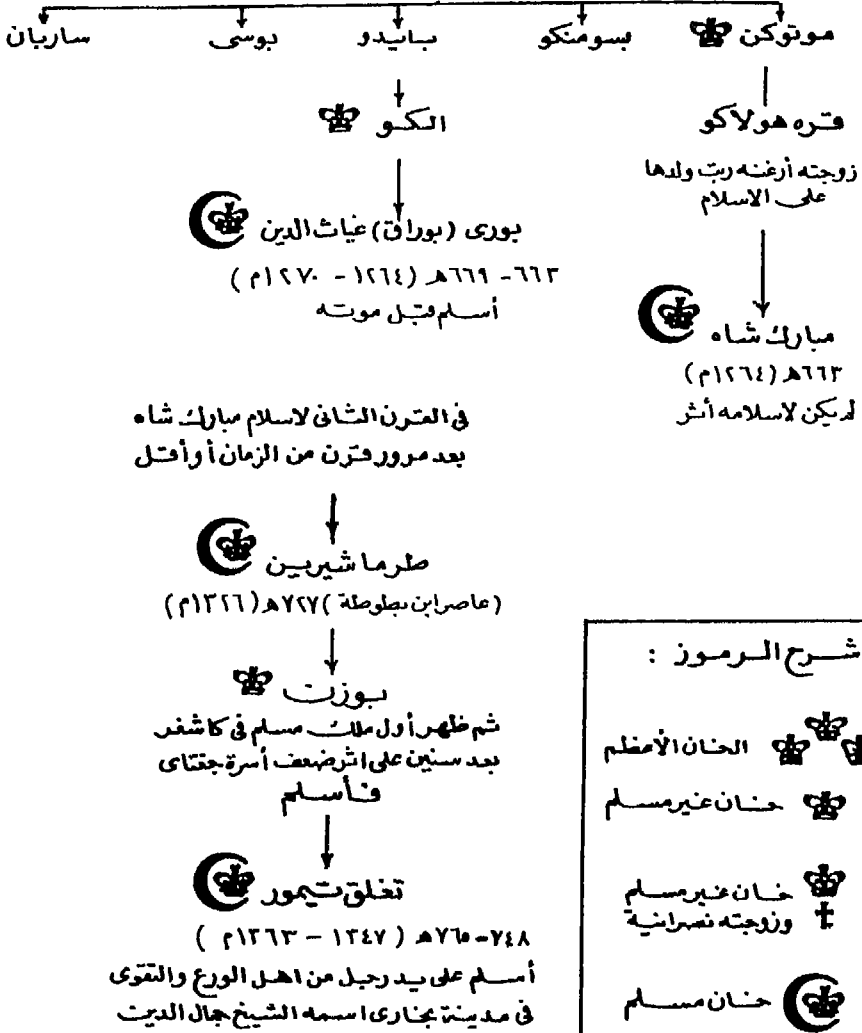 موتوكن
بسومنكو
بايدو
بوسى
ساربان
قره هولاكو
زوجته أرغنه ربت ولدها
على الاسلام
مبارك شاه
٦٦٣هـ (١٢٦٤م)
لم يكن لاسلامه أثر
الكو
بورى (بوراق) غياث الدين
٦٦٣ - ٦٦٩هـ (١٢٦٤ - ١٢٧٠م)
أسلم قبل موته
فى القرن الثانى لاسلام مبارك شاه
بعد مرور قرن من الزمان أو أقل
طرما شيرين
(عاصر ابن بطوطة) ٧٢٧هـ (١٣٢٦م)
بوزن
ثم ظهر أول ملك مسلم فى كاشغر
بعد سنين على اثر ضعف أسرة جغتاى
فأسلم
تغلق تيمور
٧٤٨-٧٦٥هـ (١٣٤٧ - ١٣٦٣م)
أسلم على يد رجل من اهل الورع والتقوى
فى مدينة بخارى اسمه الشيخ جمال الدين
شرح الرموز :
الخان الأعظم
خان غير مسلم
خان غير مسلم
وزوجته نصرانية
خان مسلم